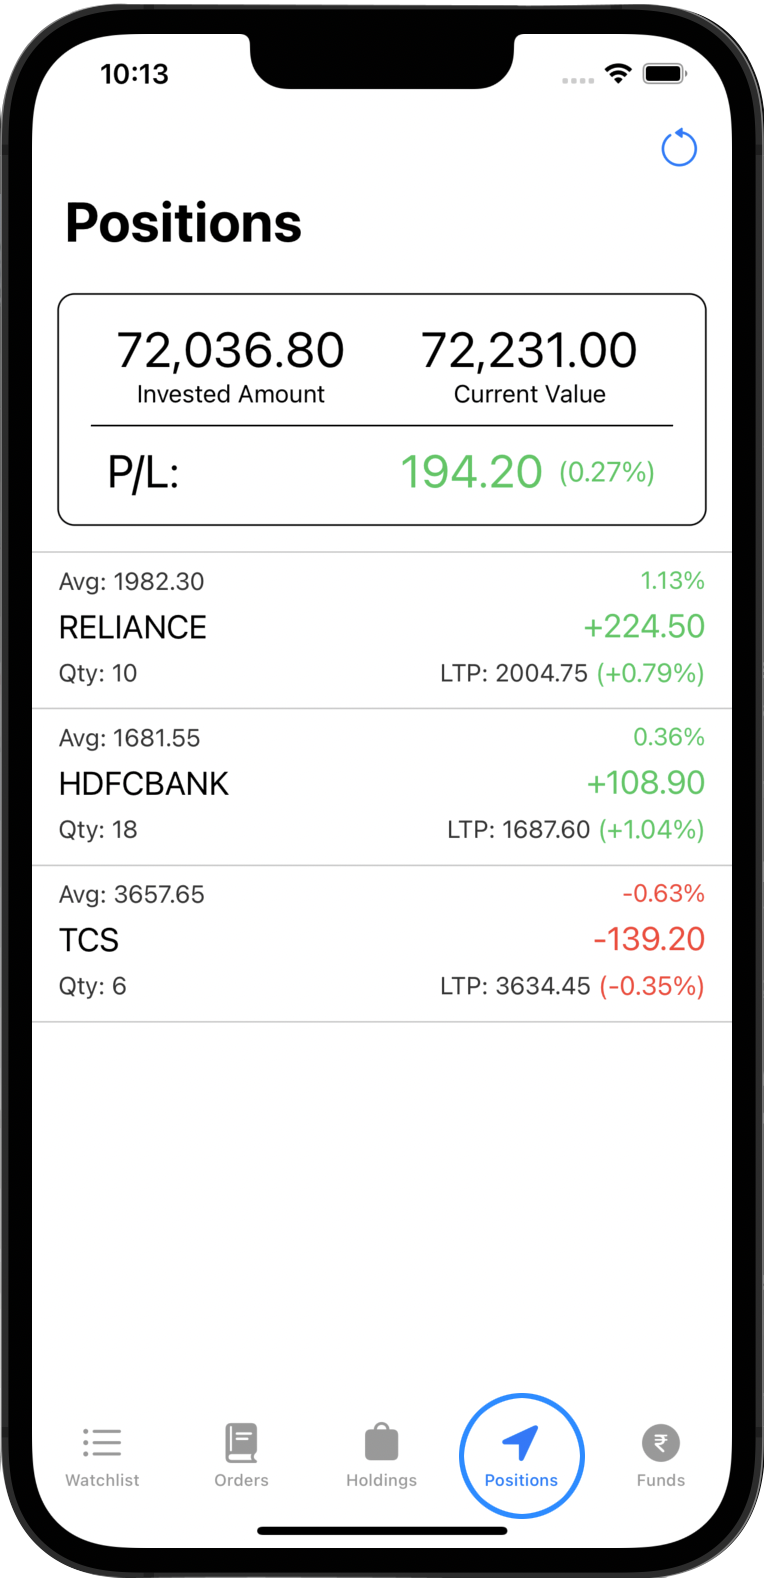 10:13
Positions
72,036.80 72,231.00
Invested Amount Current Value
P/L: 194.20 (0.27%)
Avg: 1982.30 1.13%
RELIANCE +224.50
Qty: 10 LTP: 2004.75 (+0.79%)
Avg: 1681.55 0.36%
HDFCBANK +108.90
Qty: 18 LTP: 1687.60 (+1.04%)
Avg: 3657.65 -0.63%
TCS -139.20
Qty: 6 LTP: 3634.45 (-0.35%)
₹
Watchlist Orders Holdings Positions Funds